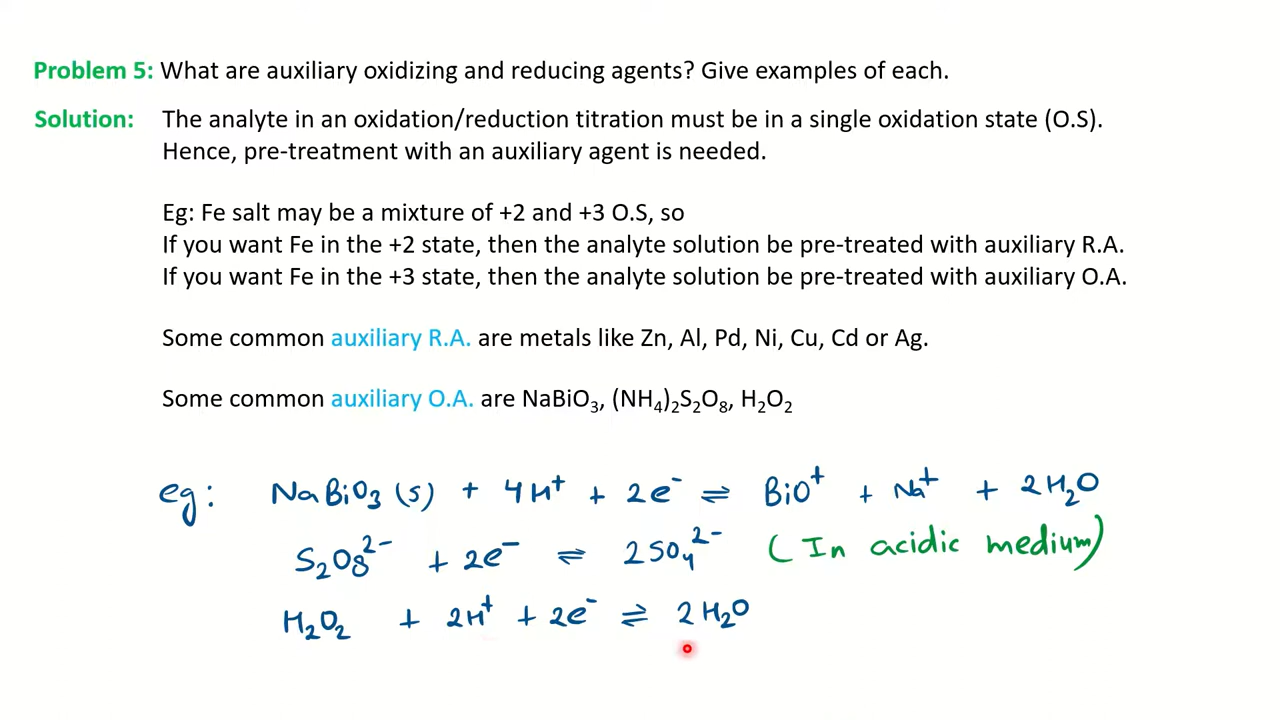 Problem 5: What are auxiliary oxidizing and reducing agents? Give examples of each.
Solution: The analyte in an oxidation/reduction titration must be in a single oxidation state (O.S).
Hence, pre-treatment with an auxiliary agent is needed.
Eg: Fe salt may be a mixture of +2 and +3 O.S, so
If you want Fe in the +2 state, then the analyte solution be pre-treated with auxiliary R.A.
If you want Fe in the +3 state, then the analyte solution be pre-treated with auxiliary O.A.
Some common auxiliary R.A. are metals like Zn, Al, Pd, Ni, Cu, Cd or Ag.
Some common auxiliary O.A. are NaBiO₃, (NH₄)₂S₂O₈, H₂O₂
eg: NaBiO₃(s) + 4H⁺ + 2e⁻ ⇌ BiO⁺ + Na⁺ + 2H₂O
S₂O₈²⁻ + 2e⁻ ⇌ 2SO₄²⁻ (In acidic medium)
H₂O₂ + 2H⁺ + 2e⁻ ⇌ 2H₂O